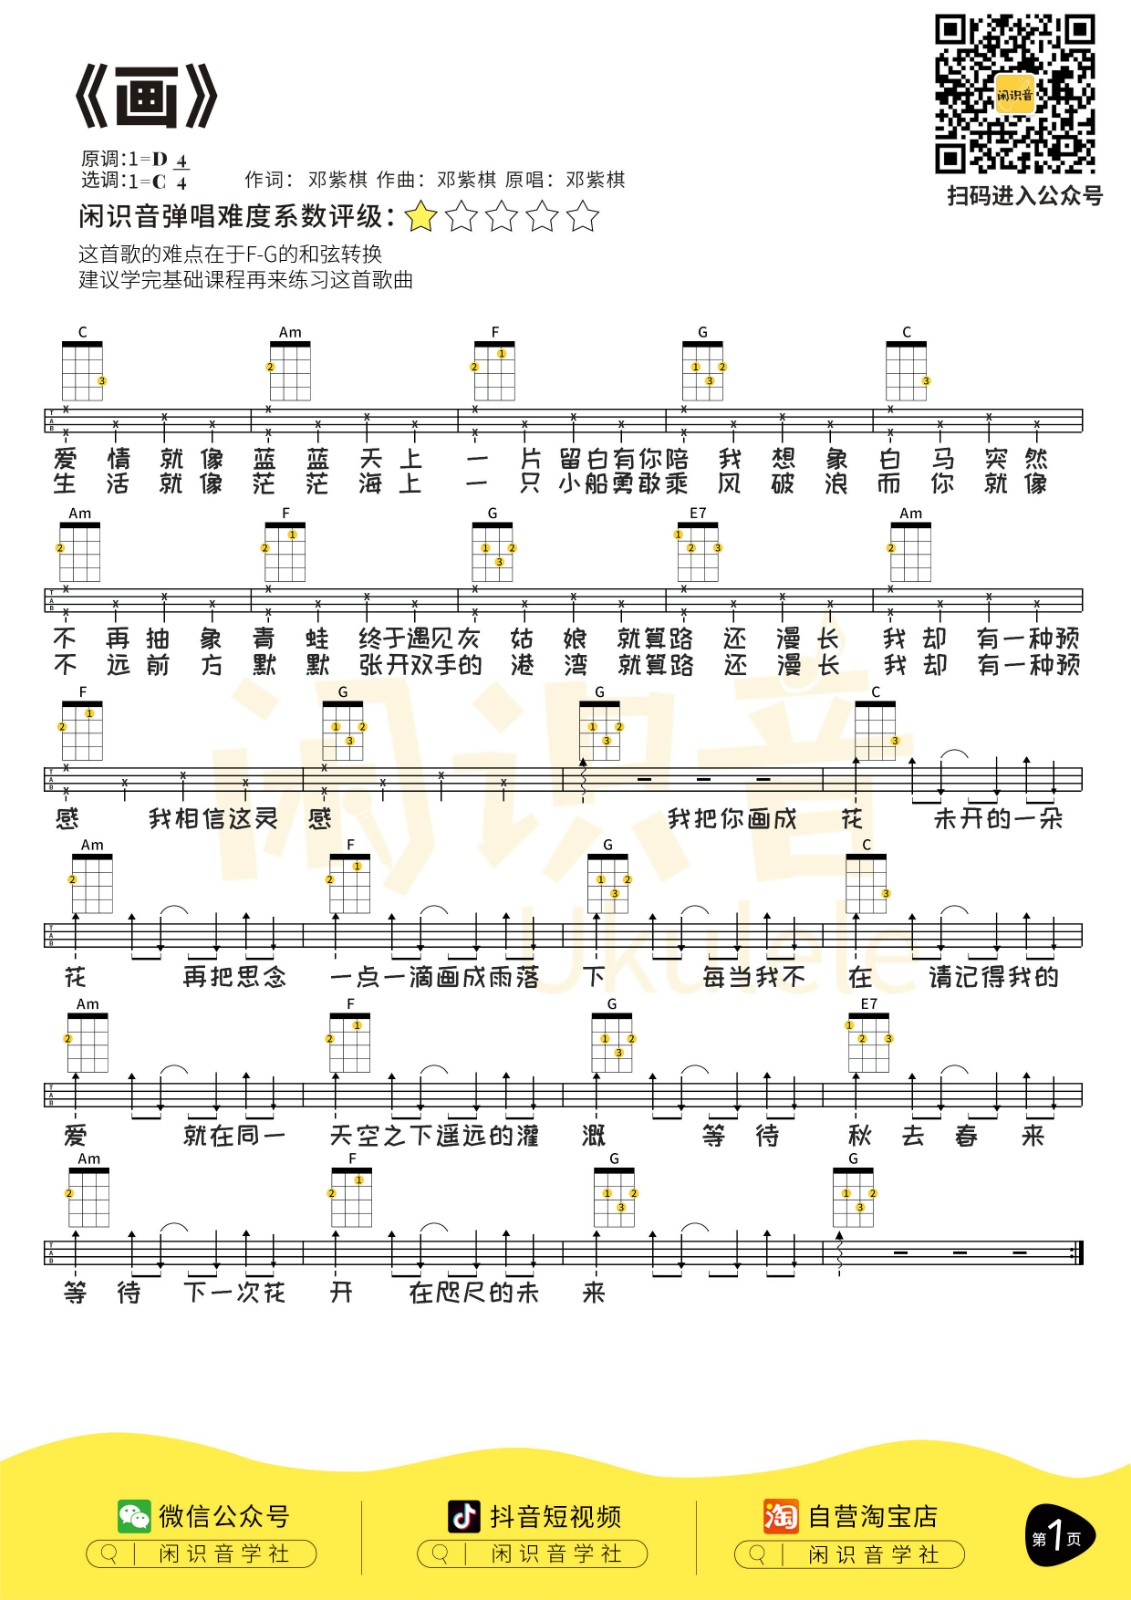 《画》
闲识音
扫码进入公众号
原调:1=D 4/4
选调:1=C
作词： 邓紫棋 作曲：邓紫棋 原唱：邓紫棋
闲识音弹唱难度系数评级：
这首歌的难点在于F-G的和弦转换
建议学完基础课程再来练习这首歌曲
C Am F G C
爱 情 就 像 蓝 蓝 天 上 一 片 留白有你陪 我 想 象 白 马 突 然
生 活 就 像 茫 茫 海 上 一 只 小船勇敢乘 风 破 浪 而 你 就 像
Am F G E7 Am
不 再 抽 象 青 蛙 终于遇见灰 姑 娘 就算路 还 漫 长 我 却 有一种预
不 远 前 方 默 默 张开双手的 港 湾 就算路 还 漫 长 我 却 有一种预
F G G C
感 我相信这灵 感 我把你画成 花 未开的一朵
Am F G C
花 再把思念 一点一滴画成雨落 下 每当我不 在 请记得我的
Am F G E7
爱 就在同一 天空之下遥远的灌 溉 等 待 秋 去 春 来
Am F G G
等 待 下一次花 开 在咫尺的未 来
闲识音
Ukulele
微信公众号 抖音短视频 自营淘宝店
闲识音学社 闲识音学社 闲识音学社
第1页